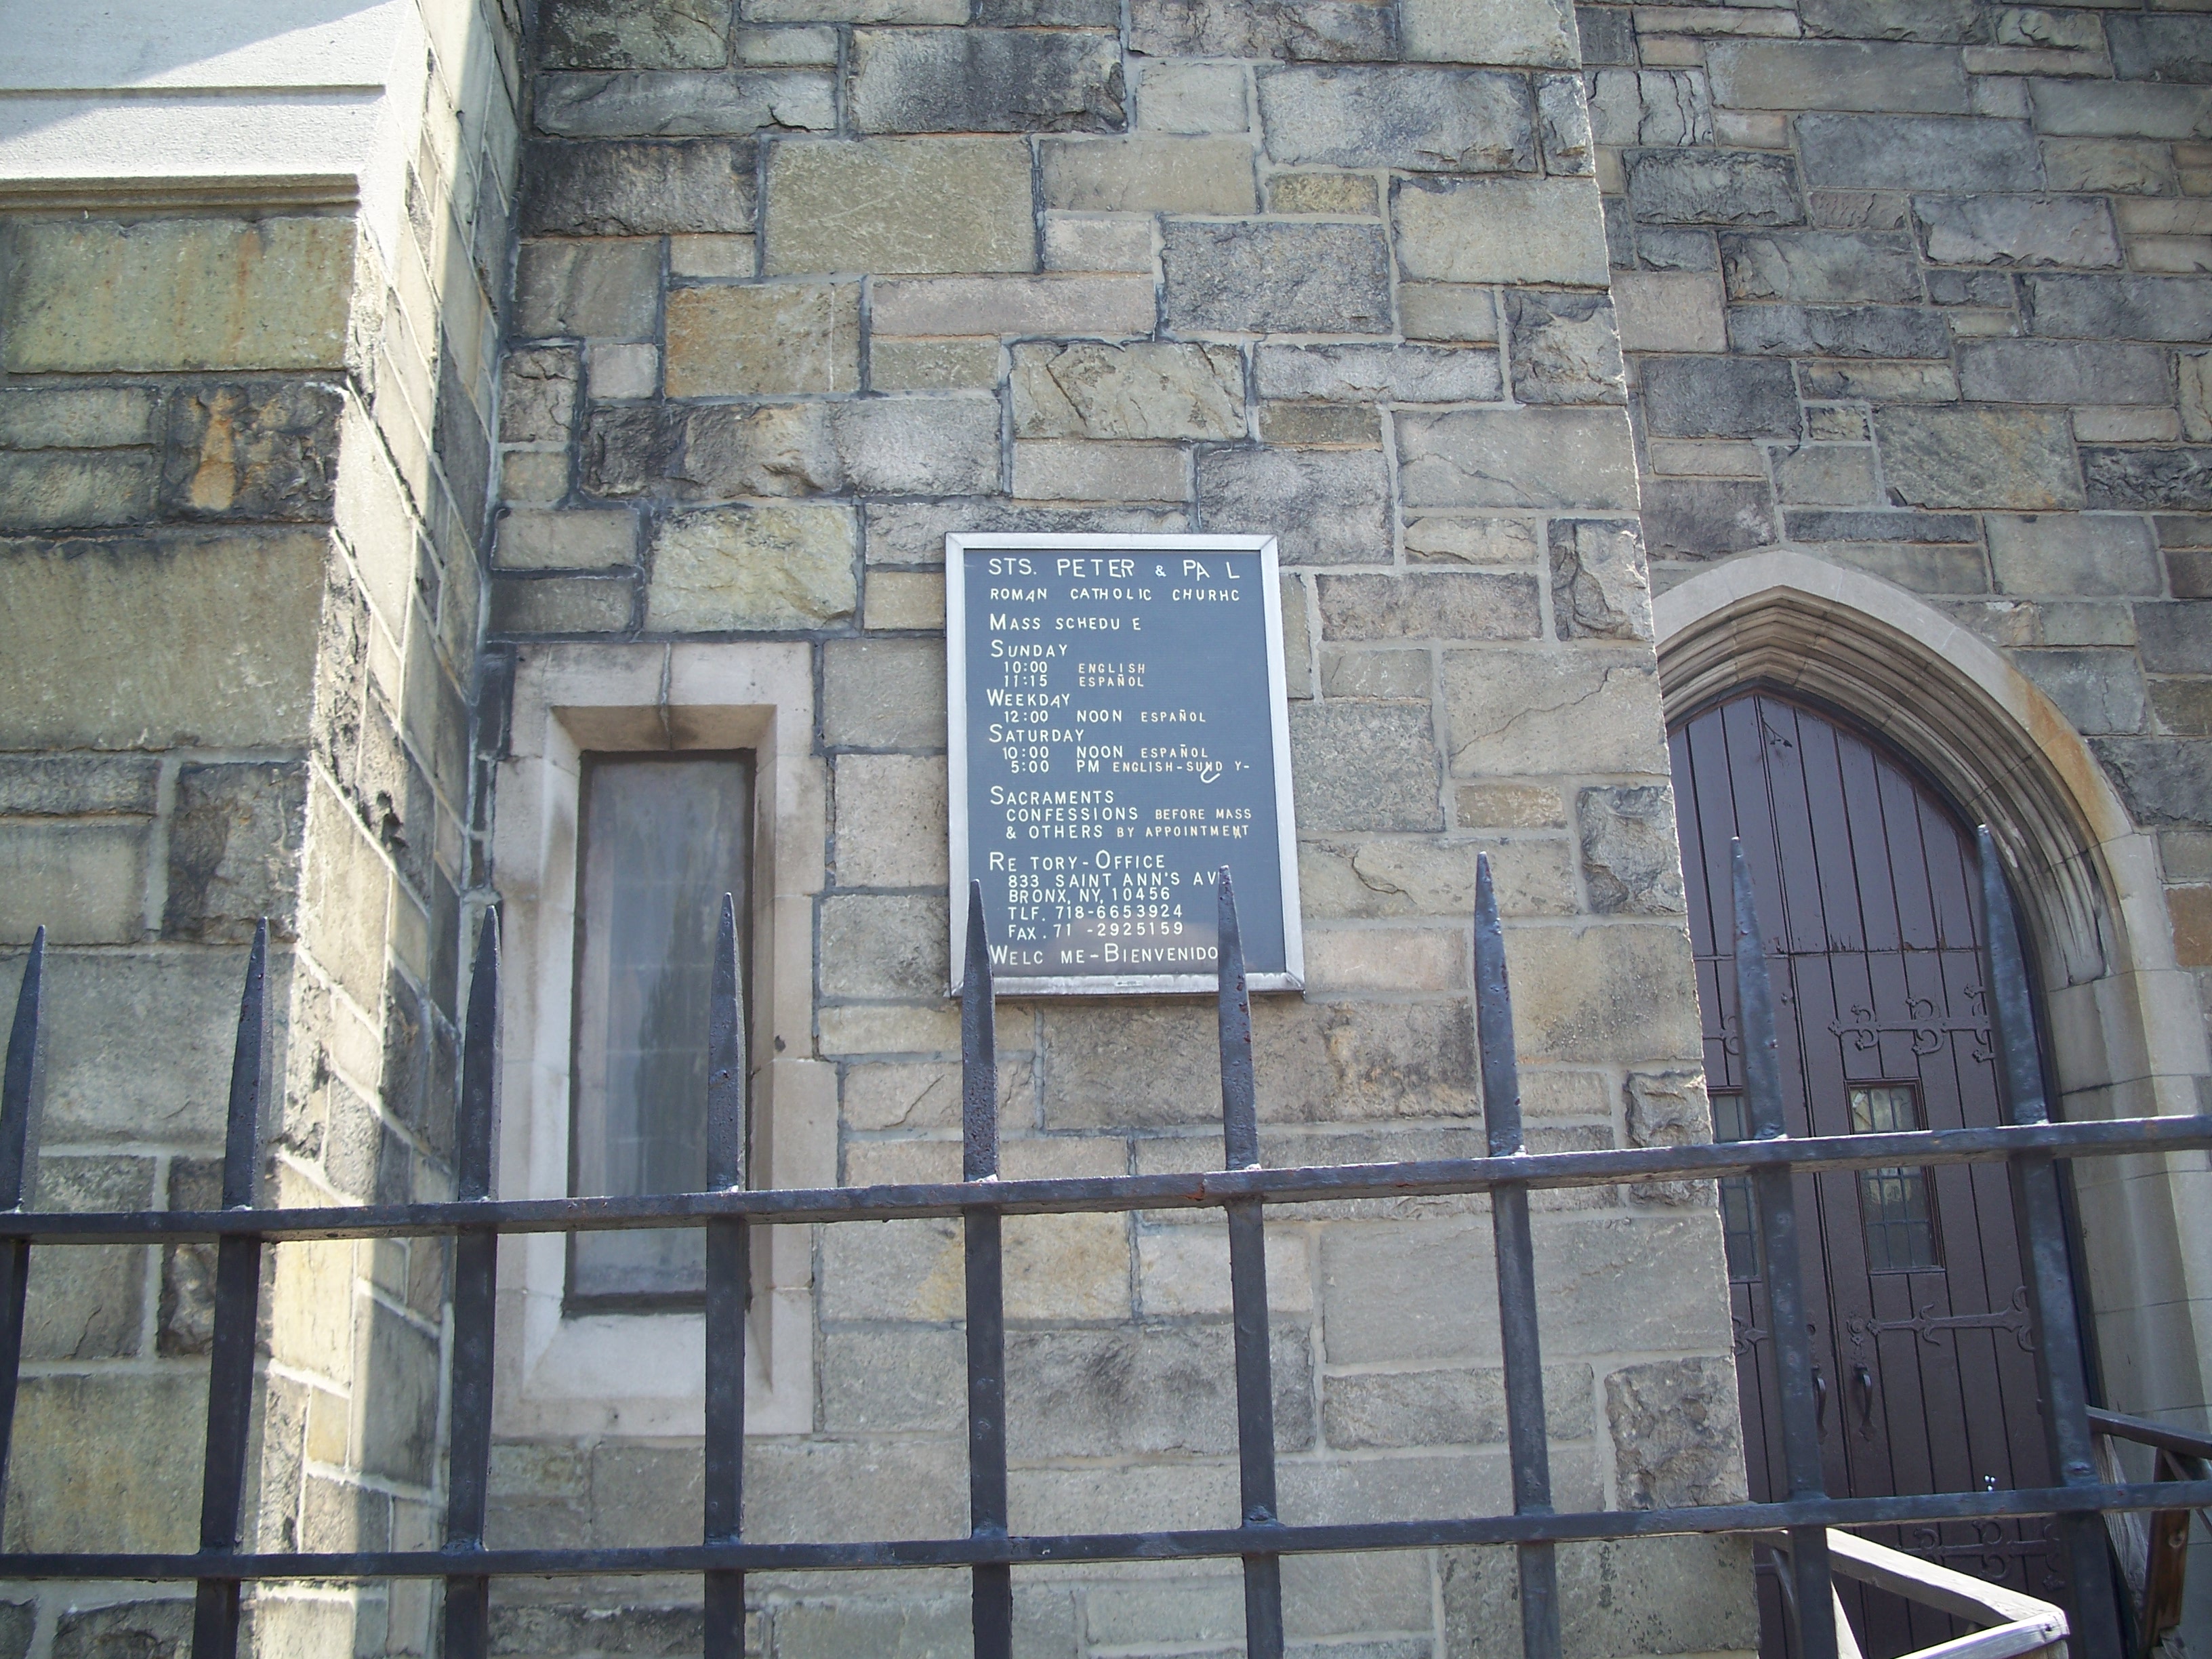 STS. PETER & PA L
ROMAN CATHOLIC CHURHC
MASS SCHEDU E
SUNDAY
10:00 ENGLISH
11:15 ESPAÑOL
WEEKDAY
12:00 NOON ESPAÑOL
SATURDAY
10:00 NOON ESPAÑOL
5:00 PM ENGLISH-SUND Y-
SACRAMENTS
CONFESSIONS BEFORE MASS
& OTHERS BY APPOINTMENT
RE TORY-OFFICE
833 SAINT ANN'S AV
BRONX, NY, 10456
TLF. 718-6653924
FAX. 71 -2925159
WELC ME-BIENVENIDO